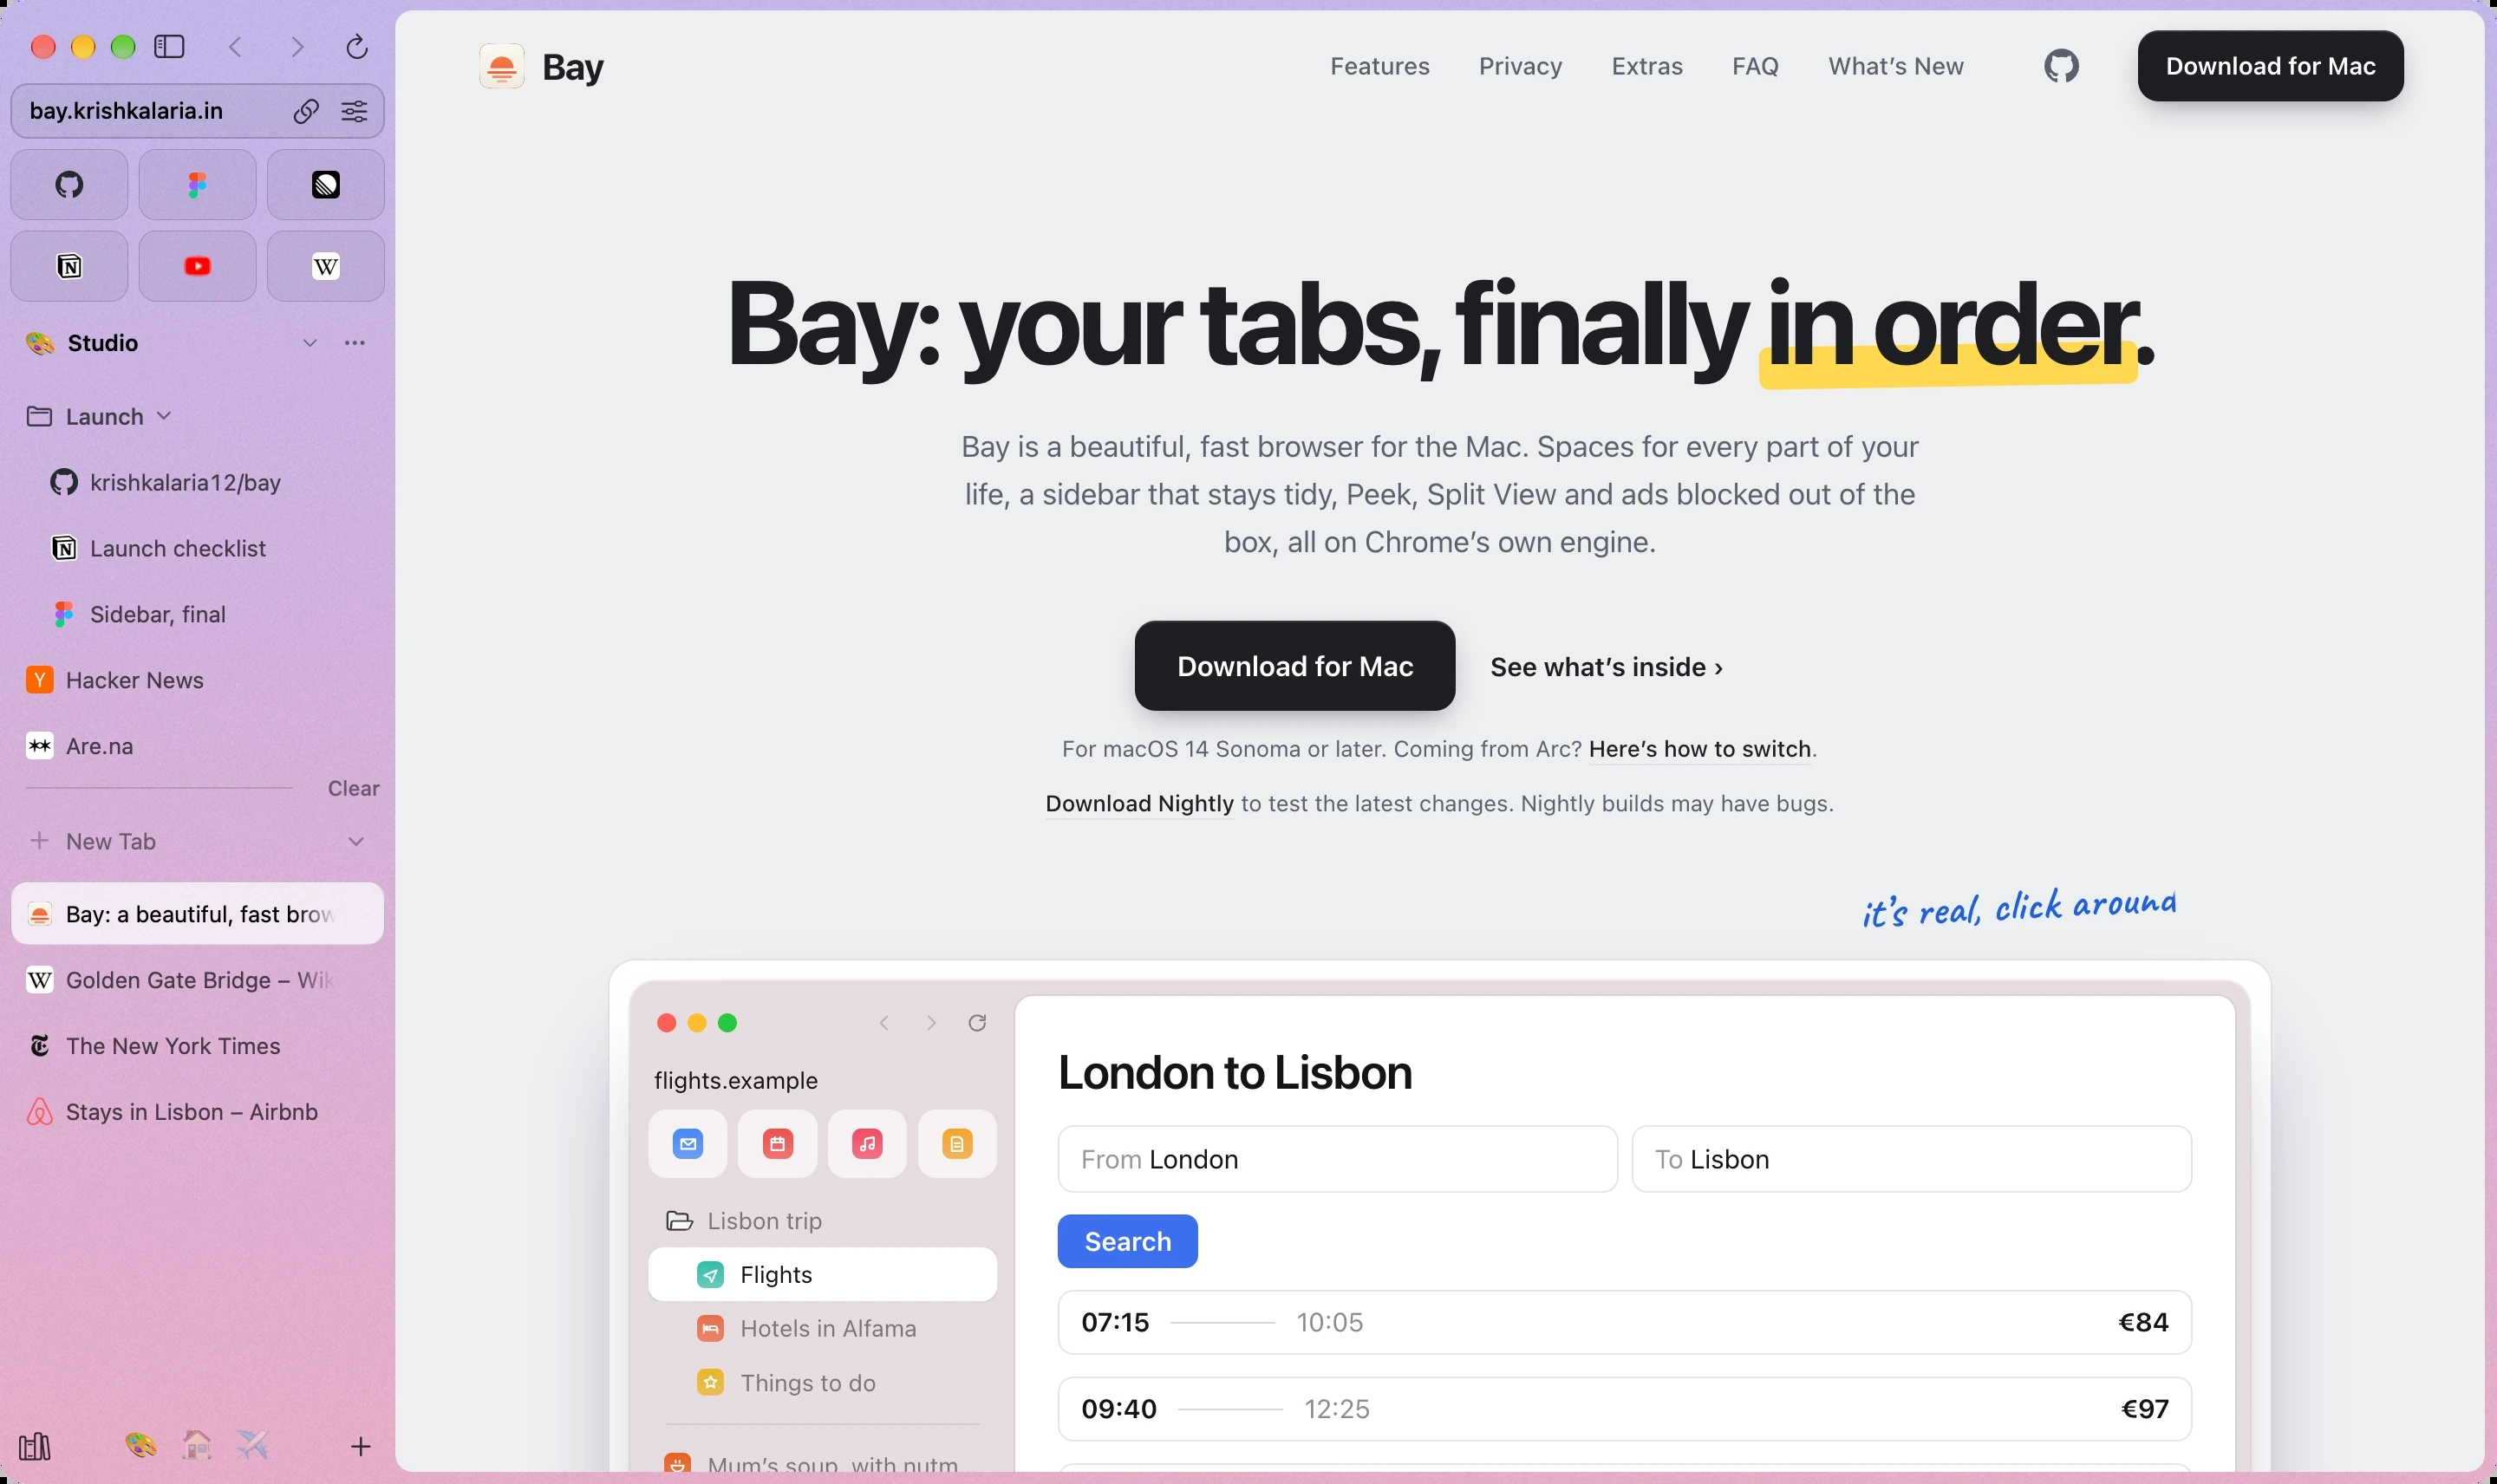 bay.krishkalaria.in
Studio
Launch
krishkalaria12/bay
Launch checklist
Sidebar, final
Hacker News
Are.na
Clear
New Tab
Bay: a beautiful, fast brow
Golden Gate Bridge – Wik
The New York Times
Stays in Lisbon – Airbnb
Bay
Features Privacy Extras FAQ What’s New Download for Mac
Bay: your tabs, finally in order.
Bay is a beautiful, fast browser for the Mac. Spaces for every part of your
life, a sidebar that stays tidy, Peek, Split View and ads blocked out of the
box, all on Chrome’s own engine.
Download for Mac See what’s inside ›
For macOS 14 Sonoma or later. Coming from Arc? Here’s how to switch.
Download Nightly to test the latest changes. Nightly builds may have bugs.
it’s real, click around
flights.example
Lisbon trip
Flights
Hotels in Alfama
Things to do
Mum’s soup, with nutm
London to Lisbon
From London To Lisbon
Search
07:15 10:05 €84
09:40 12:25 €97